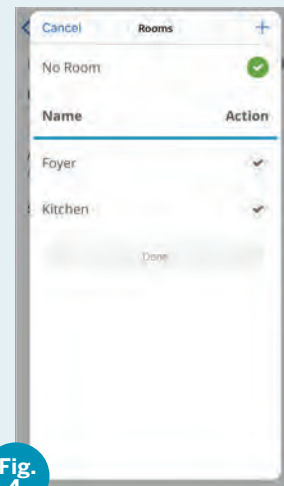 Cancel Rooms +
No Room
Name Action
Foyer
Kitchen
Done
Fig.
4